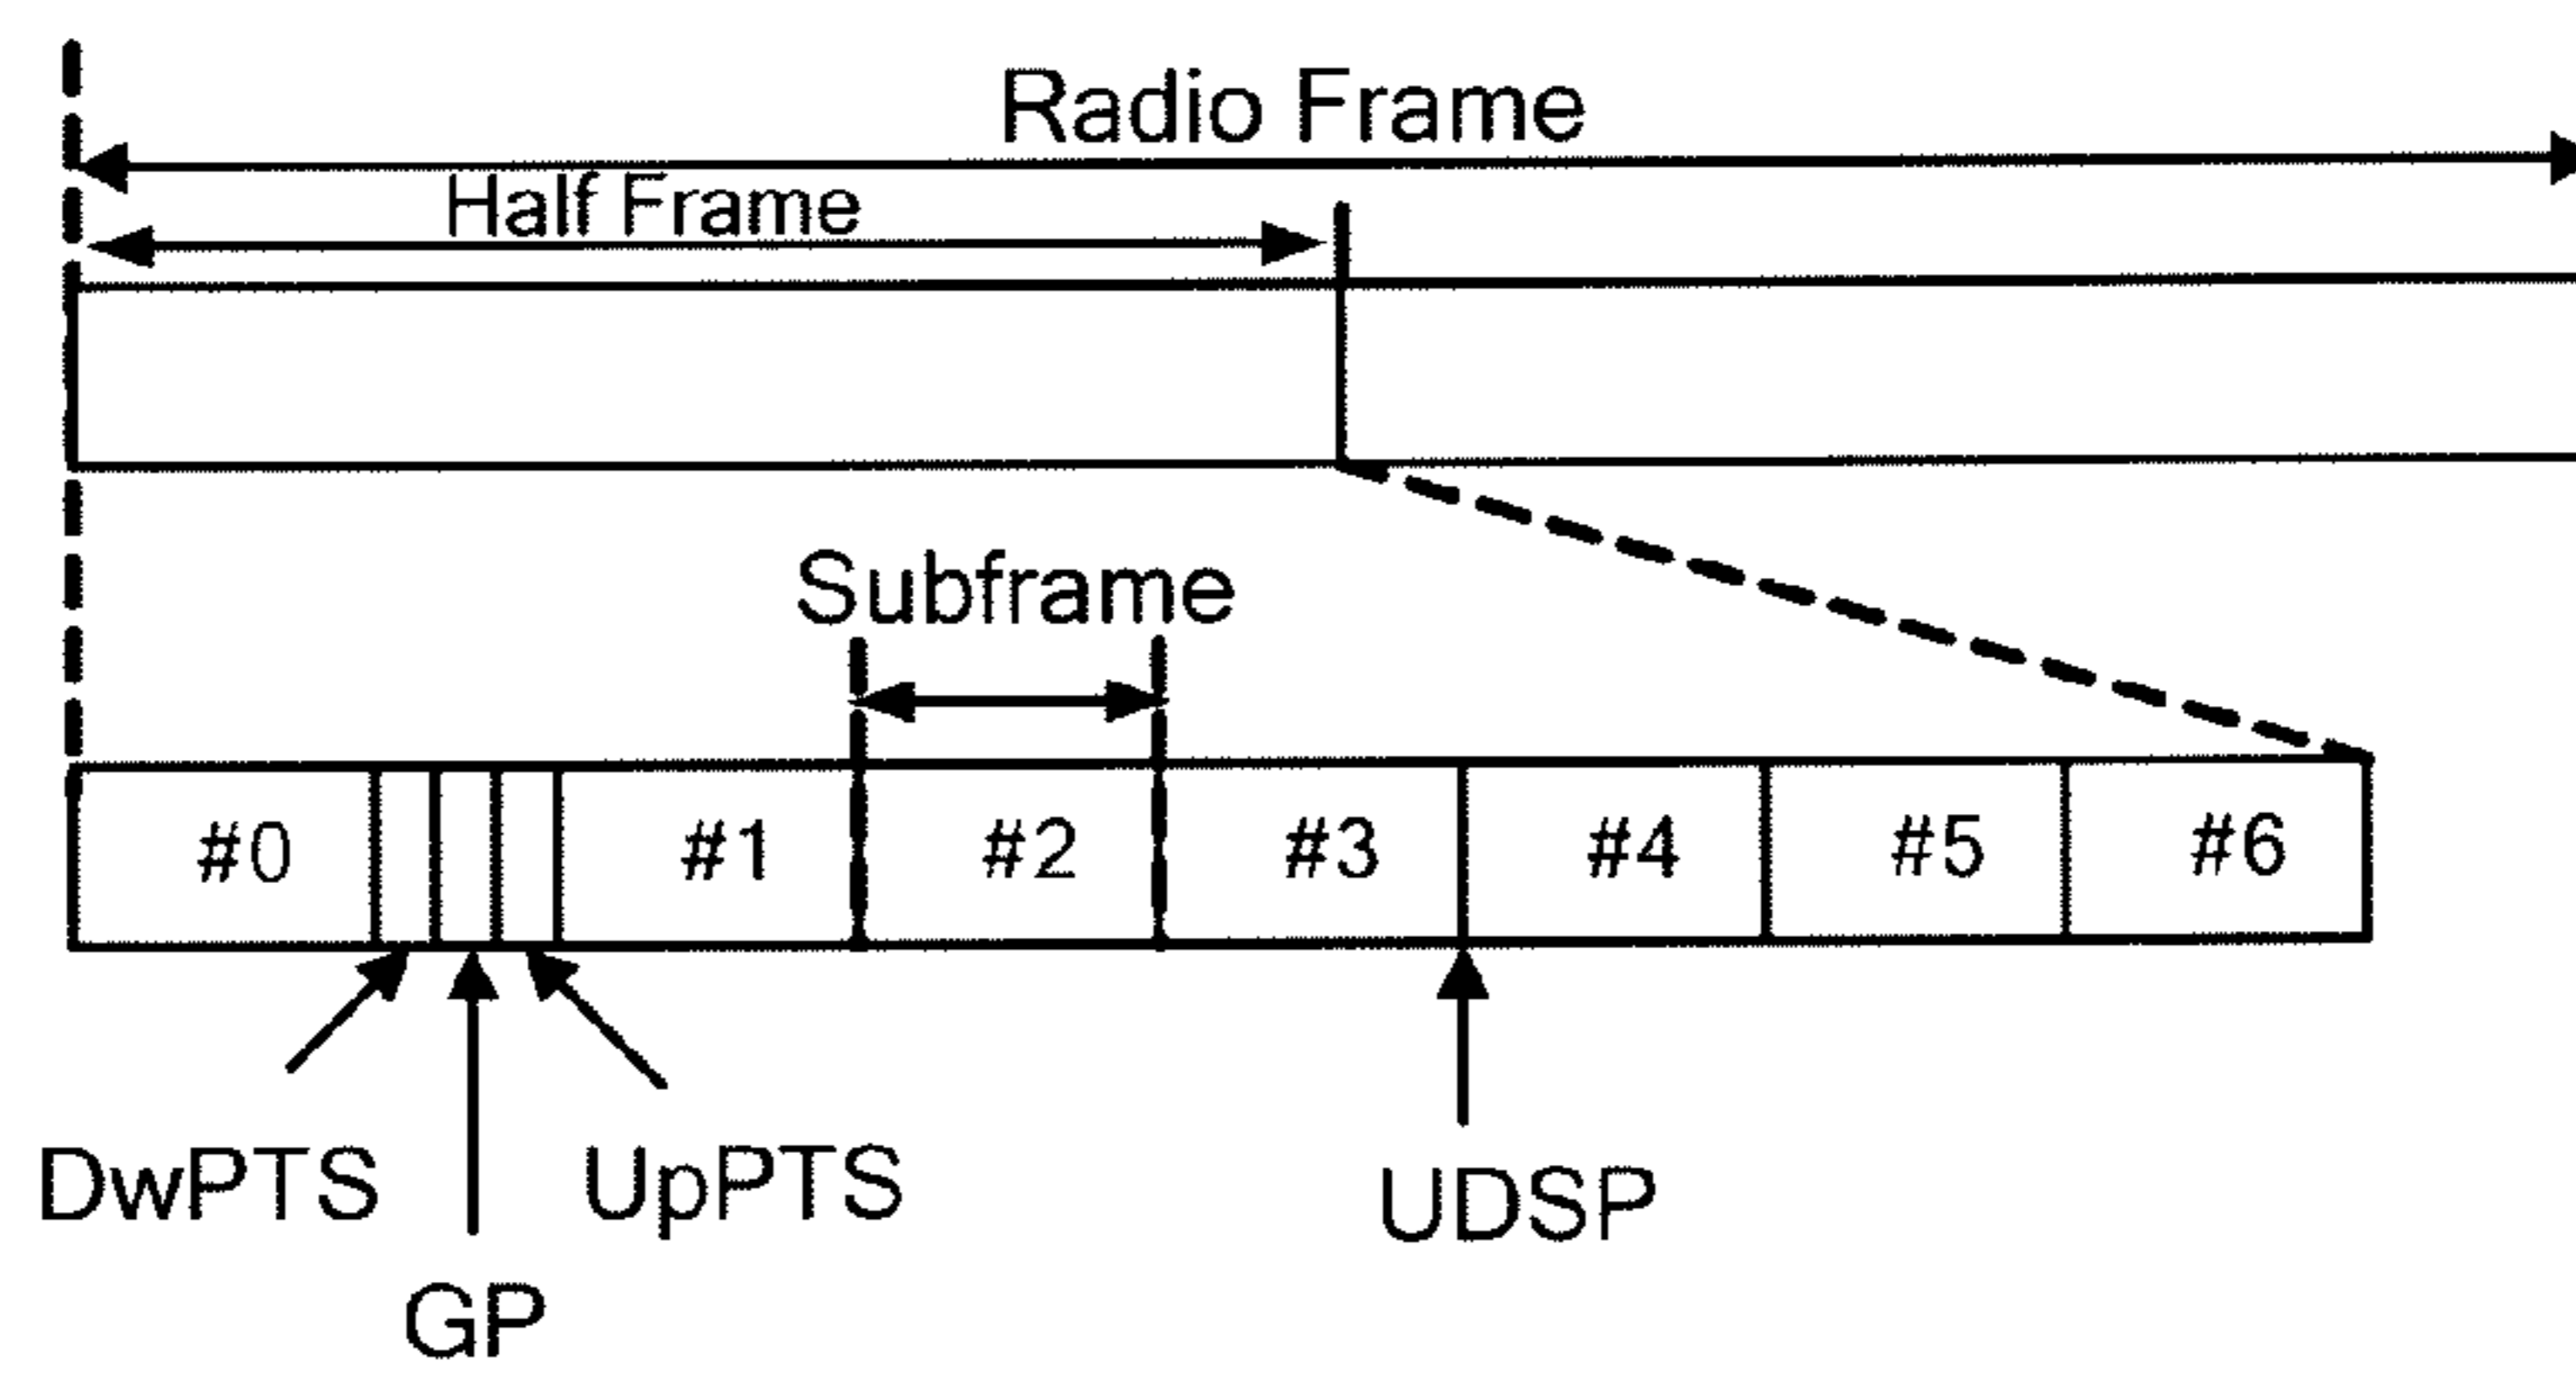 Radio Frame
Half Frame
Subframe
#0 #1 #2 #3 #4 #5 #6
DwPTS
UpPTS
UDSP
GP